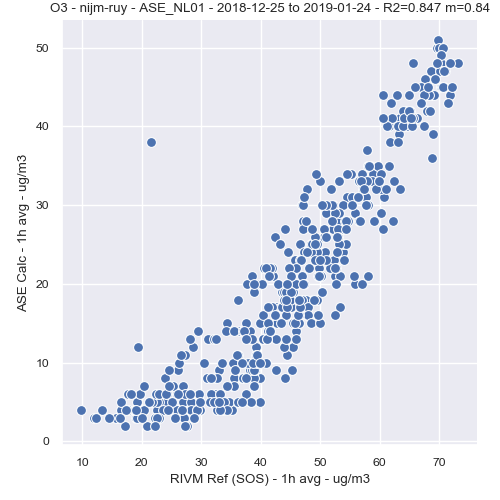 O3 - nijm-ruy - ASE_NL01 - 2018-12-25 to 2019-01-24 - R2=0.847 m=0.84
50
40
30
20
10
0
ASE Calc - 1h avg - ug/m3
10 20 30 40 50 60 70
RIVM Ref (SOS) - 1h avg - ug/m3